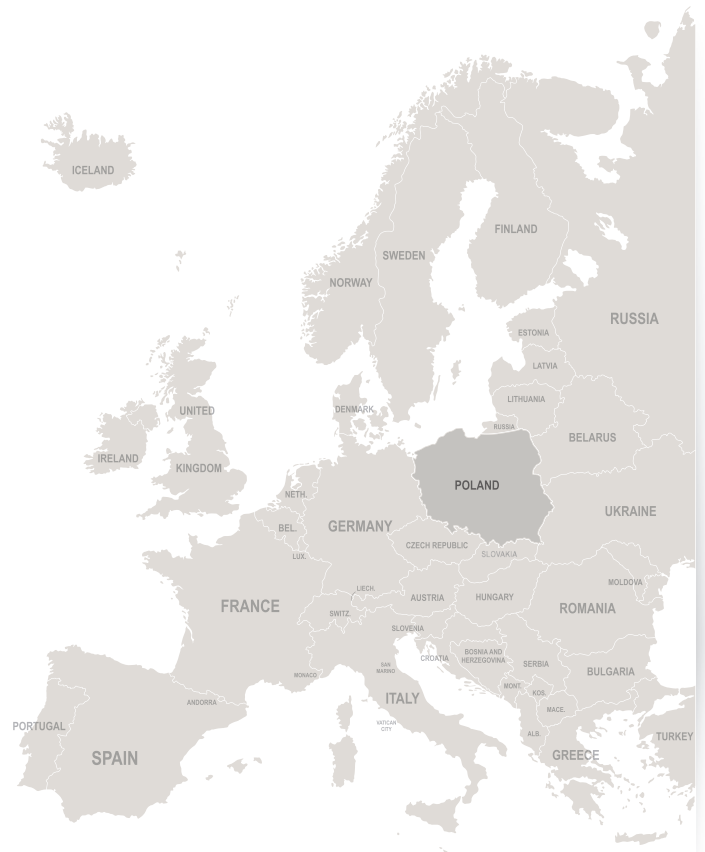 ICELAND
FINLAND
SWEDEN
NORWAY
RUSSIA
ESTONIA
LATVIA
LITHUANIA
DENMARK
UNITED
KINGDOM
RUSSIA
BELARUS
IRELAND
POLAND
NETH.
UKRAINE
GERMANY
BEL.
CZECH REPUBLIC
SLOVAKIA
LUX.
MOLDOVA
LIECH.
AUSTRIA
HUNGARY
FRANCE
ROMANIA
SWITZ.
SLOVENIA
CROATIA
BOSNIA AND
HERZEGOVINA
SERBIA
SAN
MARINO
BULGARIA
MONACO
MONT.
KOS.
ITALY
ANDORRA
MACE.
VATICAN
CITY
PORTUGAL
ALB.
TURKEY
SPAIN
GREECE